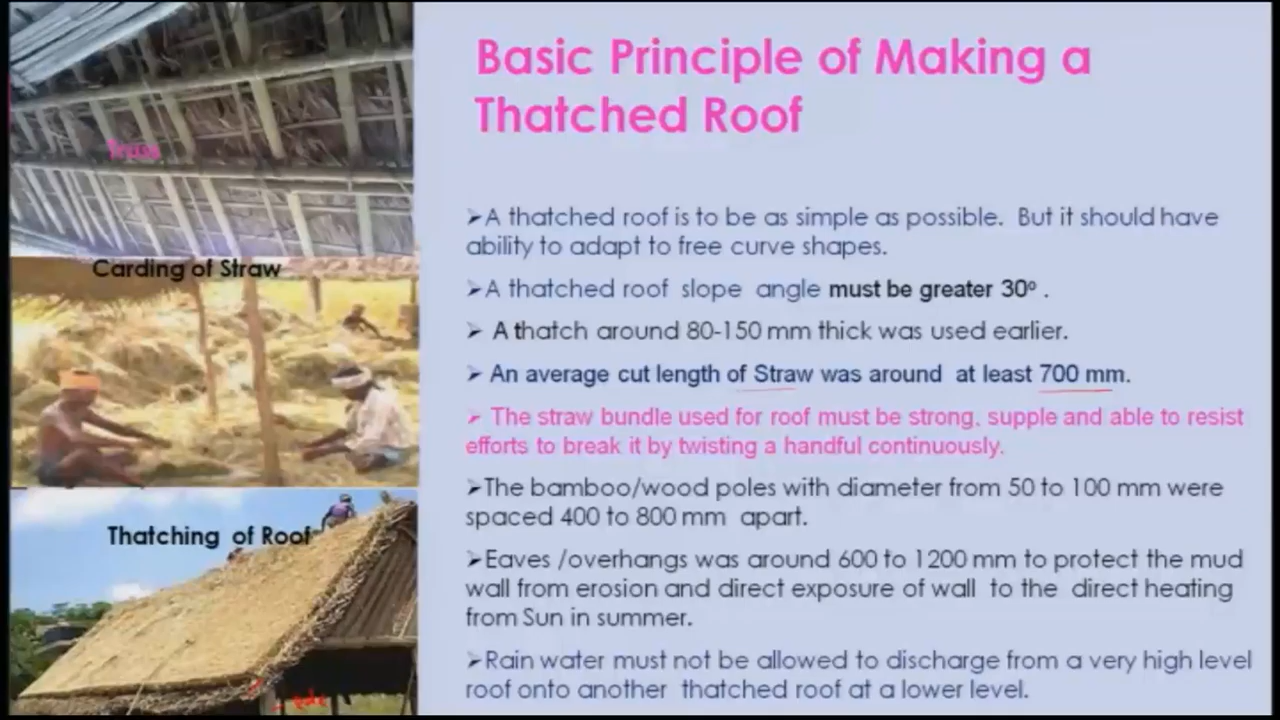 Basic Principle of Making a
Thatched Roof
Truss
Carding of Straw
Thatching of Roof
➢A thatched roof is to be as simple as possible. But it should have
ability to adapt to free curve shapes.
➢A thatched roof slope angle must be greater 30º .
➢ A thatch around 80-150 mm thick was used earlier.
➢ An average cut length of Straw was around at least 700 mm.
➢ The straw bundle used for roof must be strong, supple and able to resist
efforts to break it by twisting a handful continuously.
➢The bamboo/wood poles with diameter from 50 to 100 mm were
spaced 400 to 800 mm apart.
➢Eaves /overhangs was around 600 to 1200 mm to protect the mud
wall from erosion and direct exposure of wall to the direct heating
from Sun in summer.
➢Rain water must not be allowed to discharge from a very high level
roof onto another thatched roof at a lower level.